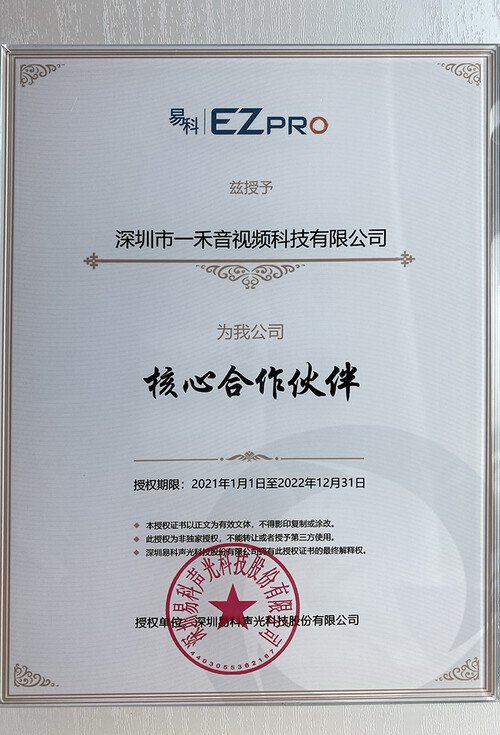 易科 EZPRO
兹授予
深圳市一禾音视频科技有限公司
为我公司
核心合作伙伴
授权期限：2021年1月1日至2022年12月31日
本授权证书以正文为有效文体，不得影印复制或涂改。
此授权为非独家授权，不能转让或者授予第三方使用。
深圳易科声光科技股份有限公司拥有此授权证书的最终解释权。
授权单位：深圳易科声光科技股份有限公司
深圳易科声光科技股份有限公司
4403055362167